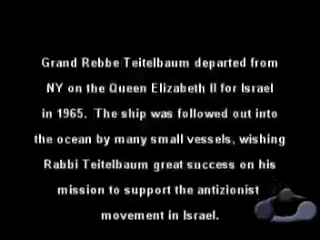 Grand Rebbe Teitelbaum departed from
NY on the Queen Elizabeth II for Israel
in 1965. The ship was followed out into
the ocean by many small vessels, wishing
Rabbi Teitelbaum great success on his
mission to support the antizionist
movement in Israel.